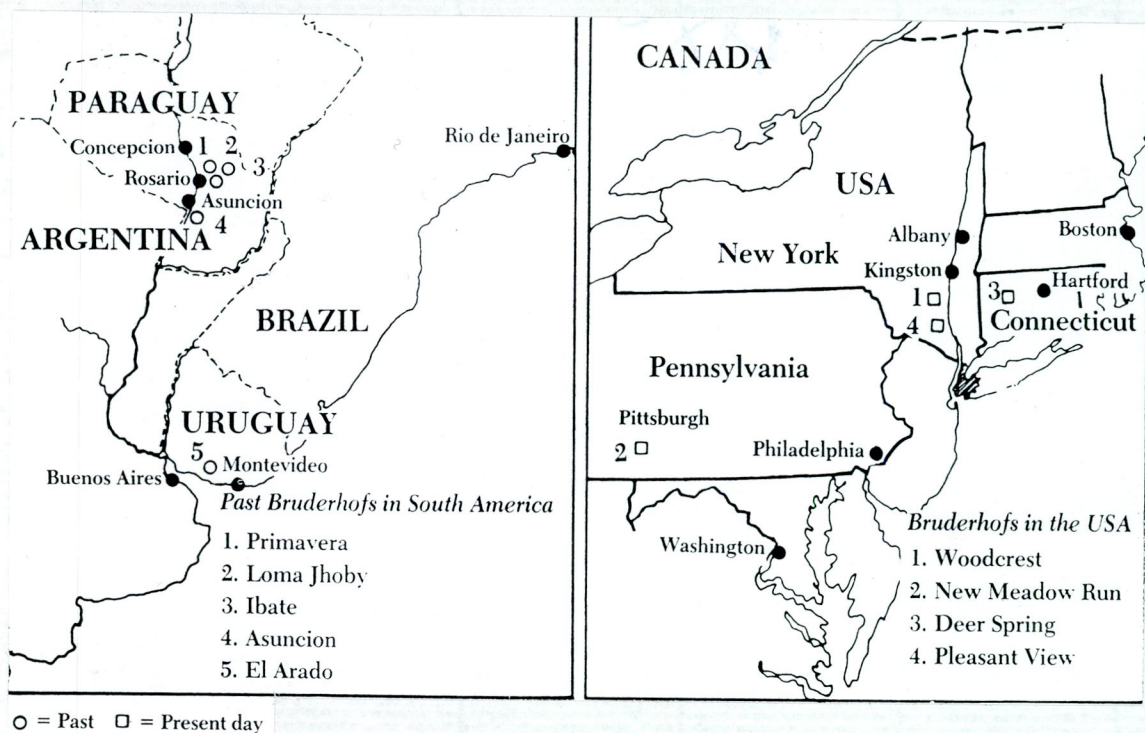 PARAGUAY
Concepcion
1 2
3
Rosario
Asuncion
4
ARGENTINA
Rio de Janeiro
BRAZIL
URUGUAY
5
Montevideo
Buenos Aires
Past Bruderhofs in South America
1. Primavera
2. Loma Jhoby
3. Ibate
4. Asuncion
5. El Arado
CANADA
USA
New York
Albany
Boston
Kingston
1
3
Hartford
4
Connecticut
Pennsylvania
Pittsburgh
2
Philadelphia
Washington
Bruderhofs in the USA
1. Woodcrest
2. New Meadow Run
3. Deer Spring
4. Pleasant View
= Past = Present day